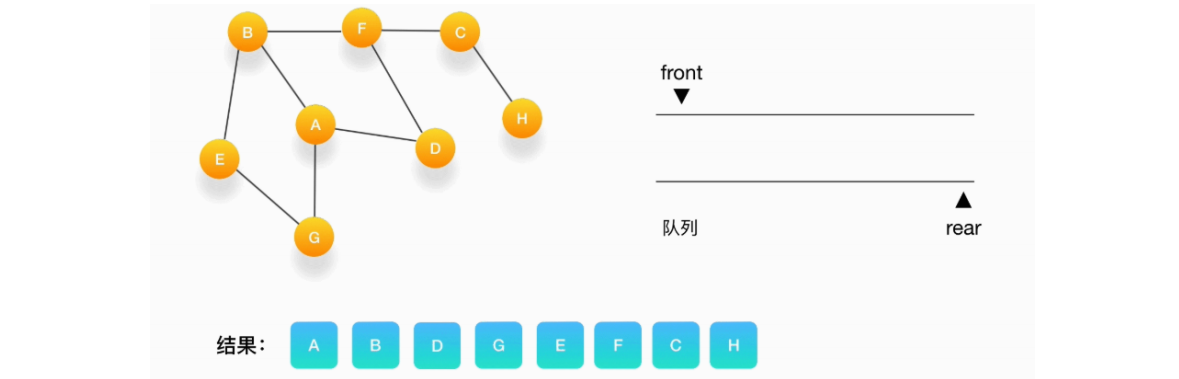 B F C
front
A H
D
E
队列 rear
G
结果： A B D G E F C H